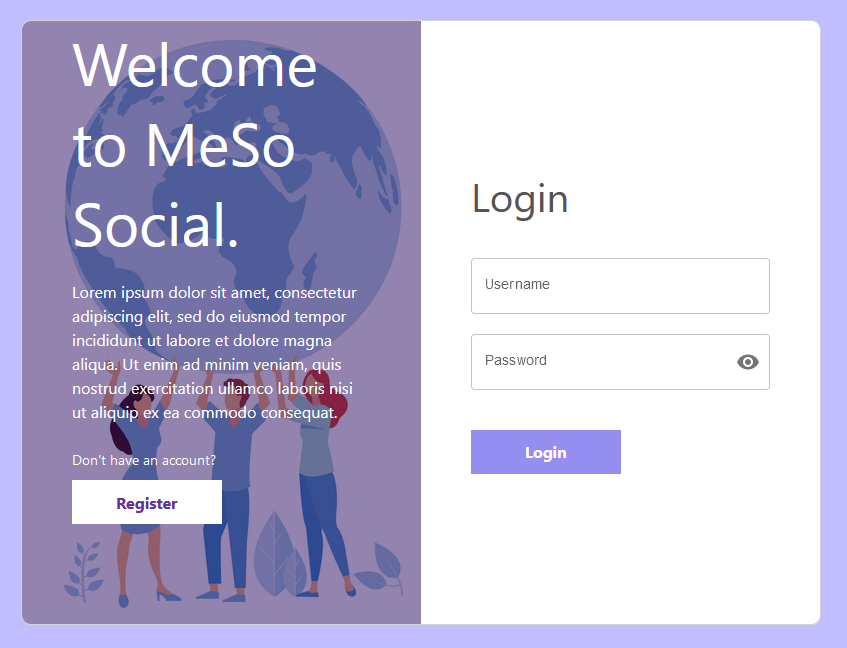 Welcome
to MeSo
Social.
Lorem ipsum dolor sit amet, consectetur
adipiscing elit, sed do eiusmod tempor
incididunt ut labore et dolore magna
aliqua. Ut enim ad minim veniam, quis
nostrud exercitation ullamco laboris nisi
ut aliquip ex ea commodo consequat.
Don't have an account?
Register
Login
Username
Password
Login